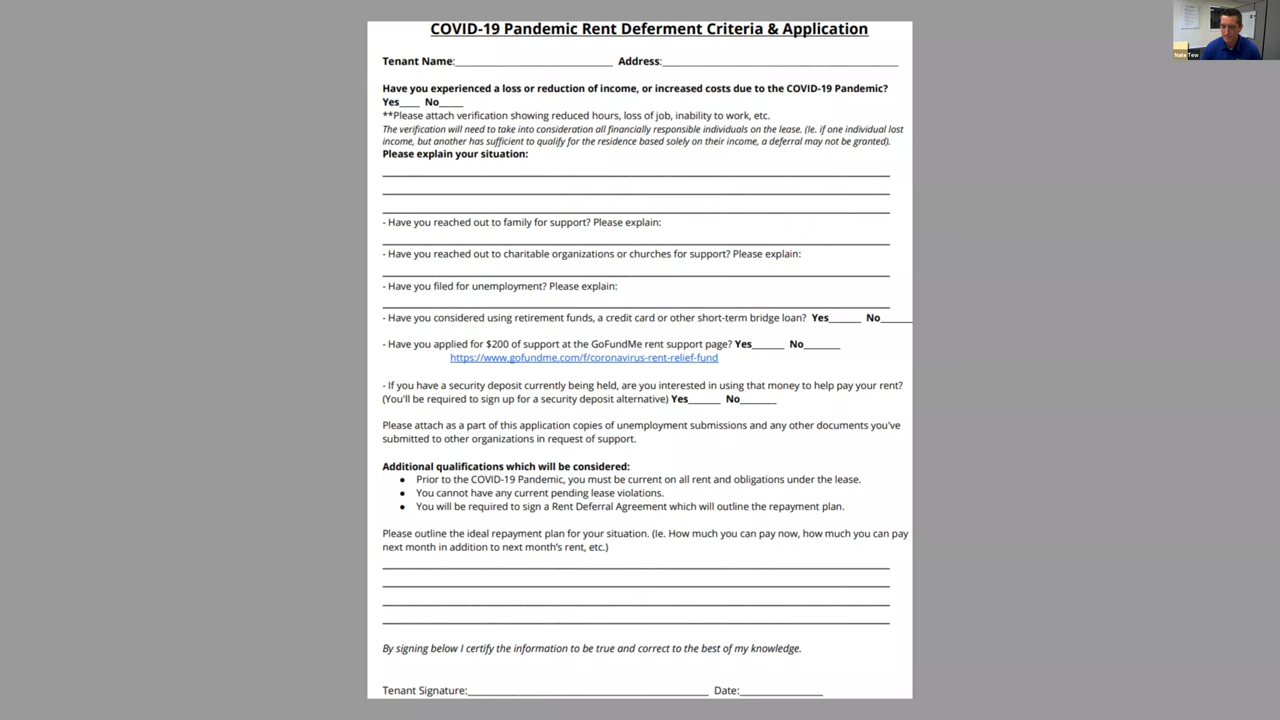 COVID-19 Pandemic Rent Deferment Criteria & Application
Tenant Name:__________________________ Address:_______________________________________
Have you experienced a loss or reduction of income, or increased costs due to the COVID-19 Pandemic?
Yes____ No_____
**Please attach verification showing reduced hours, loss of job, inability to work, etc.
The verification will need to take into consideration all financially responsible individuals on the lease. (Ie. if one individual lost
income, but another has sufficient to qualify for the residence based solely on their income, a deferral may not be granted).
Please explain your situation:
- Have you reached out to family for support? Please explain:
- Have you reached out to charitable organizations or churches for support? Please explain:
- Have you filed for unemployment? Please explain:
- Have you considered using retirement funds, a credit card or other short-term bridge loan? Yes______ No______
- Have you applied for $200 of support at the GoFundMe rent support page? Yes______ No_______
https://www.gofundme.com/f/coronavirus-rent-relief-fund
- If you have a security deposit currently being held, are you interested in using that money to help pay your rent?
(You'll be required to sign up for a security deposit alternative) Yes______ No_______
Please attach as a part of this application copies of unemployment submissions and any other documents you've
submitted to other organizations in request of support.
Additional qualifications which will be considered:
● Prior to the COVID-19 Pandemic, you must be current on all rent and obligations under the lease.
● You cannot have any current pending lease violations.
● You will be required to sign a Rent Deferral Agreement which will outline the repayment plan.
Please outline the ideal repayment plan for your situation. (Ie. How much you can pay now, how much you can pay
next month in addition to next month's rent, etc.)
By signing below I certify the information to be true and correct to the best of my knowledge.
Tenant Signature:________________________________________ Date:______________
Nate Tew